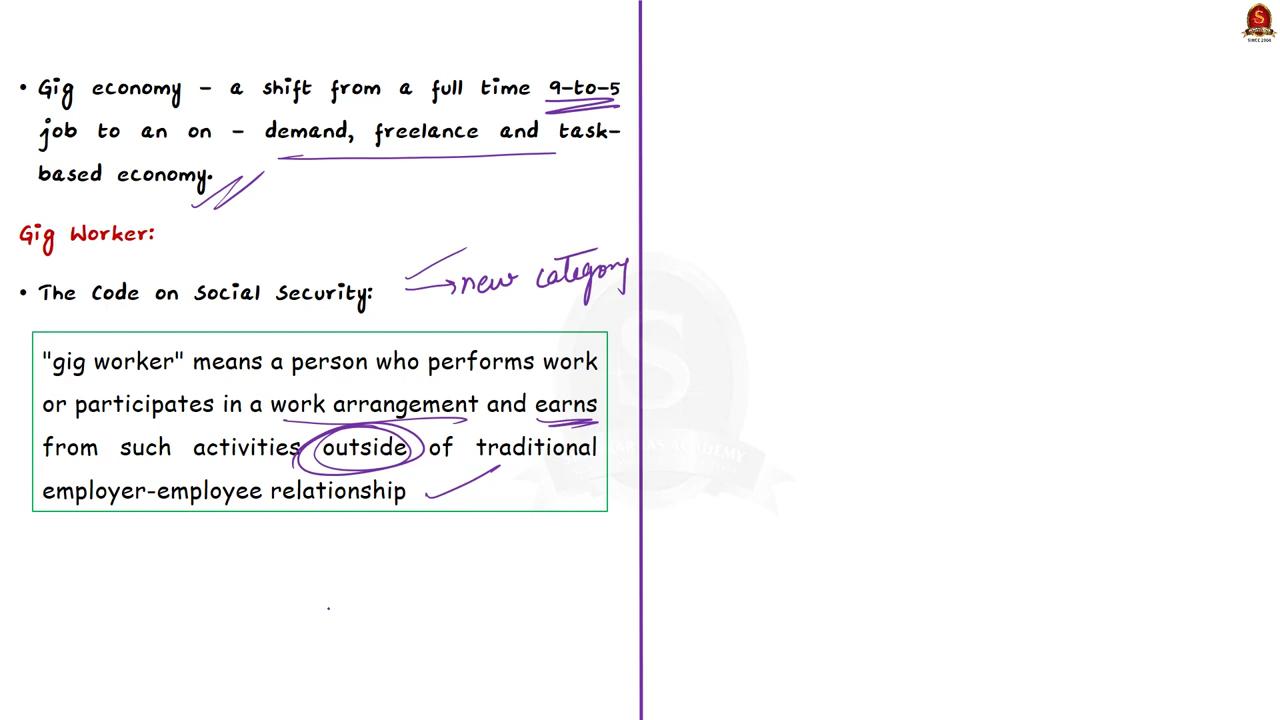 • Gig economy – a shift from a full time 9-to-5
job to an on – demand, freelance and task-
based economy.
Gig Worker:
→ new category
• The Code on Social Security:
"gig worker" means a person who performs work
or participates in a work arrangement and earns
from such activities outside of traditional
employer-employee relationship
S
SINCE 2004